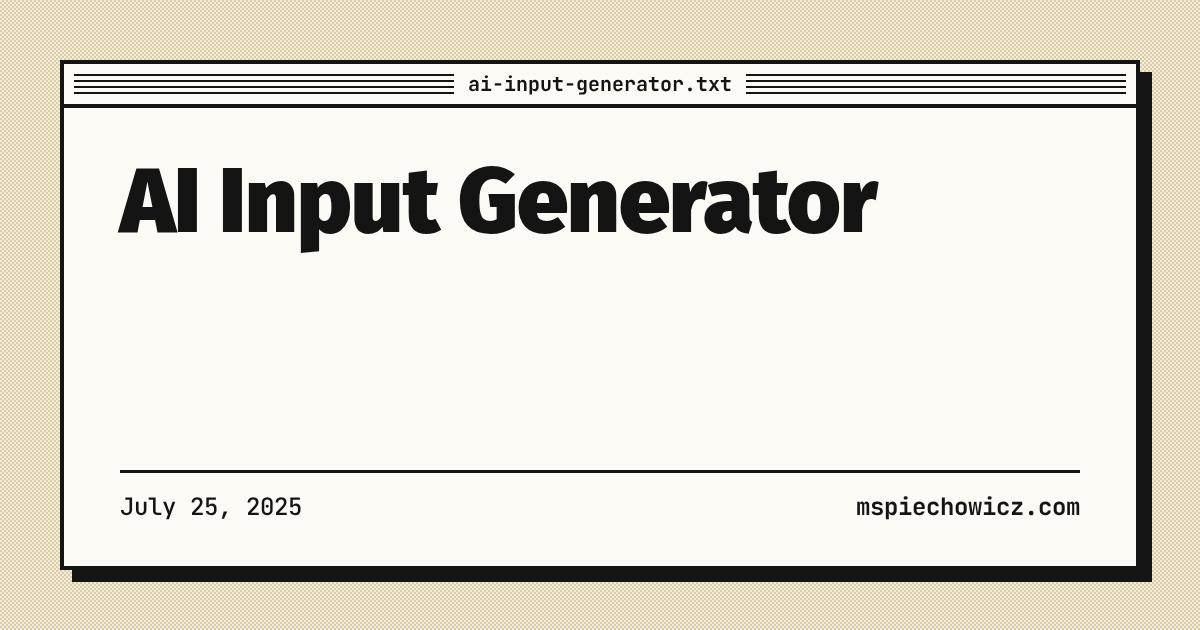 ai-input-generator.txt
AI Input Generator
July 25, 2025
mspiechowicz.com